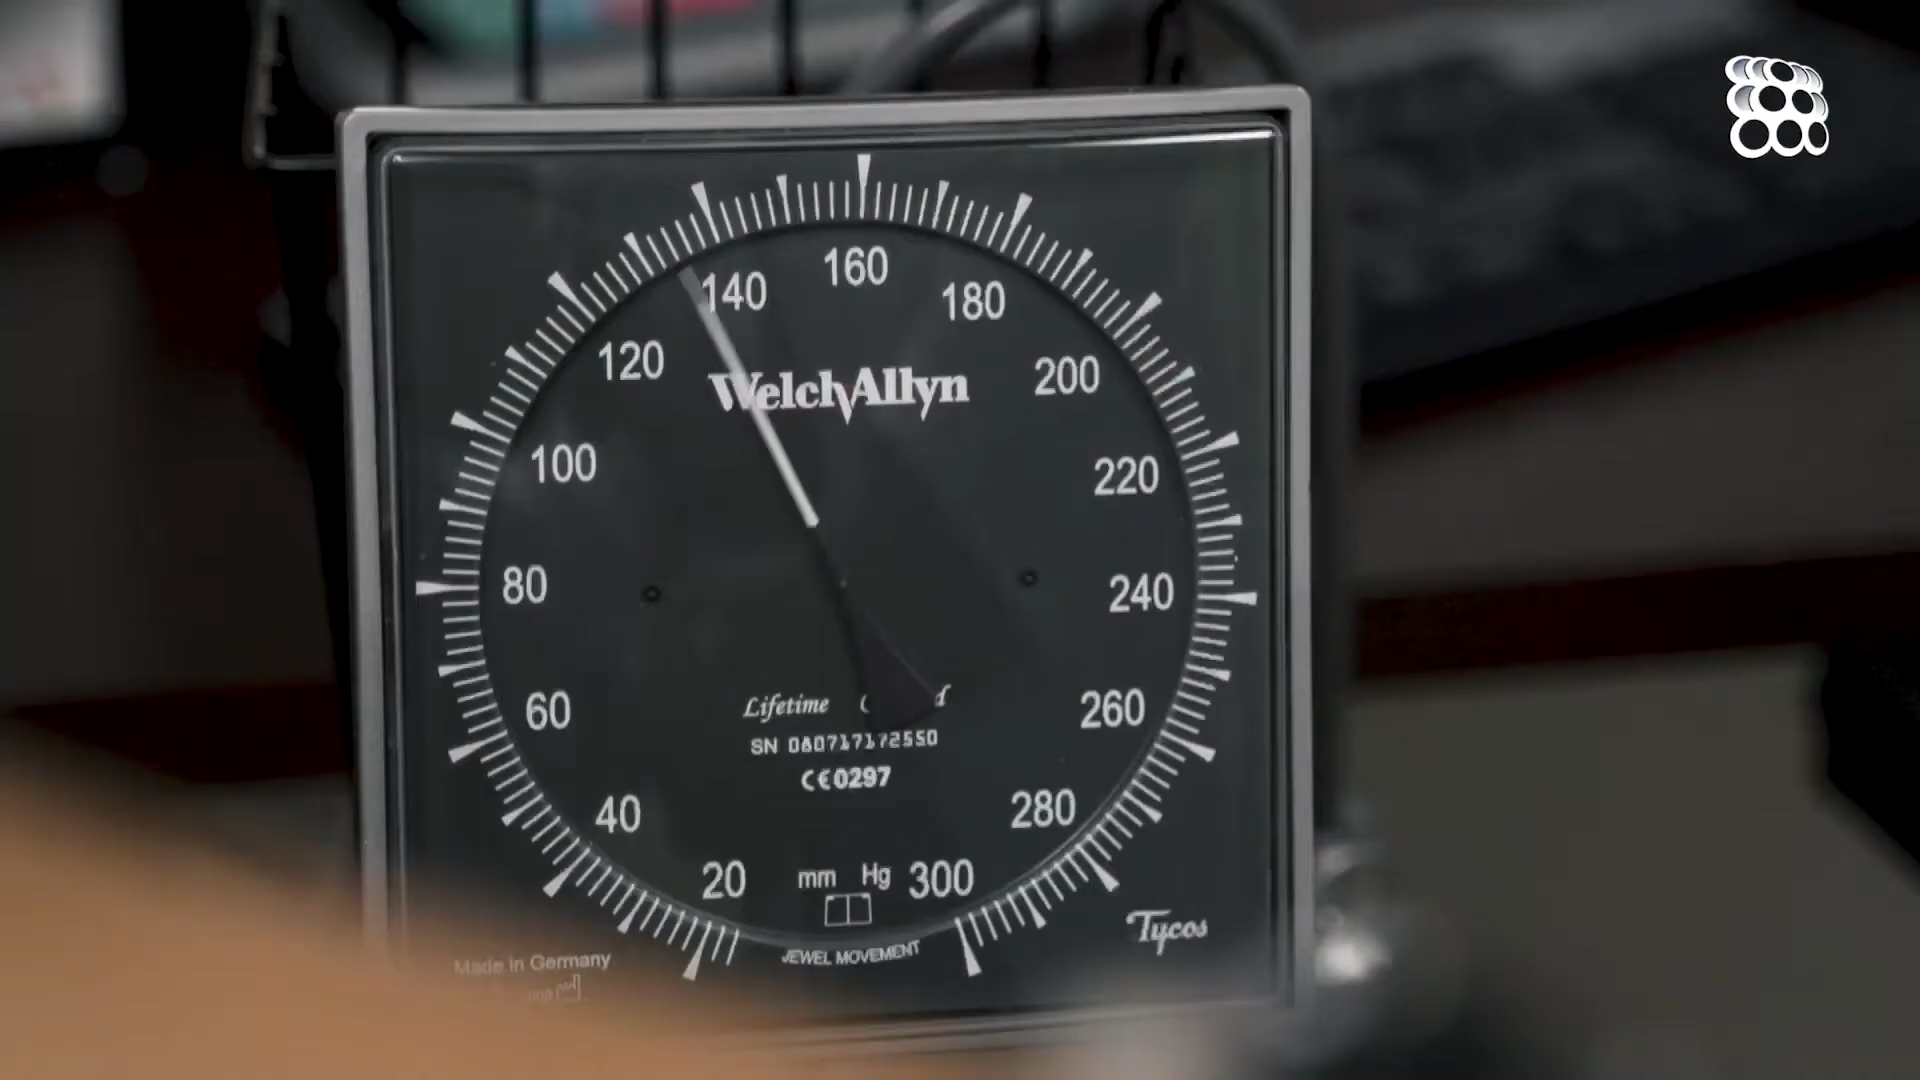 160
140
180
120
200
WelchAllyn
100
220
80
240
60
260
Lifetime
SN 080717172550
CE0297
40
280
20
mm Hg
300
JEWEL MOVEMENT
Tycos
Made in Germany